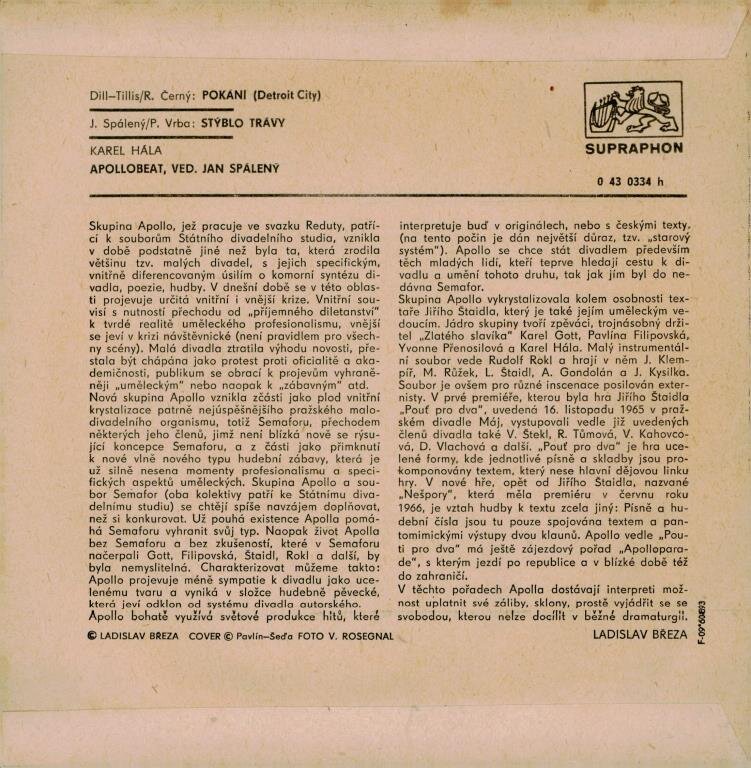 Dill—Tillis/R. Černý: POKÁNÍ (Detroit City)
J. Spálený/P. Vrba: STÝBLO TRÁVY
KAREL HÁLA
APOLLOBEAT, VED. JAN SPÁLENÝ
SUPRAPHON
0 43 0334 h
Skupina Apollo, jež pracuje ve svazku Reduty, patří-
cí k souborům Státního divadelního studia, vznikla
v době podstatně jiné než byla ta, která zrodila
většinu tzv. malých divadel, s jejich specifickým,
vnitřně diferencovaným úsilím o komorní syntézu di-
vadla, poezie, hudby. V dnešní době se v této oblas-
ti projevuje určitá vnitřní i vnější krize. Vnitřní sou-
visí s nutností přechodu od „příjemného diletantství"
k tvrdé realitě uměleckého profesionalismu, vnější
se jeví v krizi návštěvnické (není pravidlem pro všech-
ny scény). Malá divadla ztratila výhodu novosti, pře-
stala být chápána jako protest proti oficialitě a aka-
demičnosti, publikum se obrací k projevům vyhraně-
něji „uměleckým" nebo naopak k „zábavným" atd.
Nová skupina Apollo vznikla zčásti jako plod vnitřní
krystalizace patrně nejúspěšnějšího pražského malo-
divadelního organismu, totiž Semaforu, přechodem
některých jeho členů, jimž není blízká nově se rýsu-
jící koncepce Semaforu, a z části jako přimknutí
k nové vlně nového typu hudební zábavy, která je
už silně nesena momenty profesionalismu a speci-
fických aspektů uměleckých. Skupina Apollo a sou-
bor Semafor (oba kolektivy patří ke Státnímu diva-
delnímu studiu) se chtějí spíše navzájem doplňovat,
než si konkurovat. Už pouhá existence Apolla pomá-
há Semaforu vyhranit svůj typ. Naopak život Apolla
bez Semaforu a bez zkušeností, které v Semaforu
načerpali Gott, Filipovská, Štaidl, Rokl a další, by
byla nemyslitelná. Charakterizovat můžeme takto:
Apollo projevuje méně sympatie k divadlu jako uce-
lenému tvaru a vyniká v složce hudebně pěvecké,
která jeví odklon od systému divadla autorského.
Apollo bohatě využívá světové produkce hitů, které
interpretuje buď v originálech, nebo s českými texty.
(na tento počin je dán největší důraz, tzv. „starový
systém"). Apollo se chce stát divadlem především
těch mladých lidí, kteří teprve hledají cestu k di-
vadlu a umění tohoto druhu, tak jak jím byl do ne-
dávna Semafor.
Skupina Apollo vykrystalizovala kolem osobnosti tex-
taře Jiřího Štaidla, který je také jejím uměleckým ve-
doucím. Jádro skupiny tvoří zpěváci, trojnásobný drži-
tel „Zlatého slavíka" Karel Gott, Pavlína Filipovská,
Yvonne Přenosilová a Karel Hála. Malý instrumentál-
ní soubor vede Rudolf Rokl a hrají v něm J. Klem-
píř, M. Růžek, L. Štaidl, A. Gondolán a J. Kysilka.
Soubor je ovšem pro různé inscenace posilován exter-
nisty. V prvé premiéře, kterou byla hra Jiřího Štaidla
„Pouť pro dva", uvedená 16. listopadu 1965 v praž-
ském divadle Máj, vystupovali vedle již uvedených
členů divadla také V. Štekl, R. Tůmová, V. Kahovco-
vá, D. Vlachová a další. „Pouť pro dva" je hra uce-
lené formy, kde jednotlivé písně a skladby jsou pro-
komponovány textem, který nese hlavní dějovou linku
hry. V nové hře, opět od Jiřího Štaidla, nazvané
„Nešpory", která měla premiéru v červnu roku
1966, je vztah hudby k textu zcela jiný: Písně a hu-
dební čísla jsou tu pouze spojována textem a pan-
tomimickými výstupy dvou klaunů. Apollo vedle „Pou-
ti pro dva" má ještě zájezdový pořad „Apollopara-
de", s kterým jezdí po republice a v blízké době též
do zahraničí.
V těchto pořadech Apolla dostávají interpreti mož-
nost uplatnit své záliby, sklony, prostě vyjádřit se se
svobodou, kterou nelze docílit v běžné dramaturgii.
© LADISLAV BŘEZA COVER © Pavlín—Seďa FOTO V. ROSEGNAL
LADISLAV BŘEZA